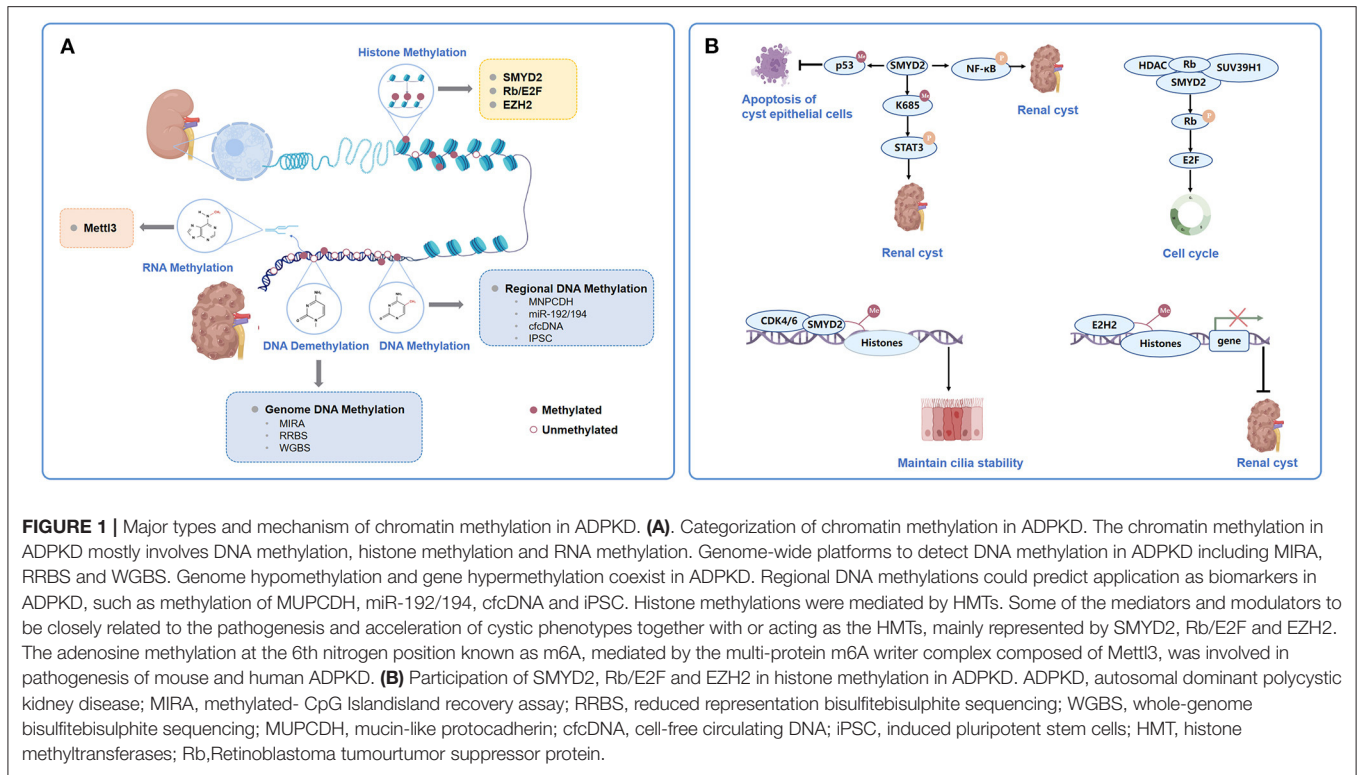 A
Histone Methylation
SMYD2
Rb/E2F
EZH2
Mettl3
RNA Methylation
DNA Demethylation
DNA Methylation
Regional DNA Methylation
MNPCDH
miR-192/194
cfcDNA
IPSC
Genome DNA Methylation
MIRA
RRBS
WGBS
Methylated
Unmethylated
B
p53
Me
SMYD2
NF-κB
P
Apoptosis of
cyst epithelial cells
K685
Me
STAT3
P
Renal cyst
Renal cyst
HDAC
Rb
SUV39H1
SMYD2
Rb
P
E2F
Cell cycle
CDK4/6
SMYD2
Me
Histones
Maintain cilia stability
E2H2
Me
Histones
gene
Renal cyst
FIGURE 1 | Major types and mechanism of chromatin methylation in ADPKD. (A). Categorization of chromatin methylation in ADPKD. The chromatin methylation in
ADPKD mostly involves DNA methylation, histone methylation and RNA methylation. Genome-wide platforms to detect DNA methylation in ADPKD including MIRA,
RRBS and WGBS. Genome hypomethylation and gene hypermethylation coexist in ADPKD. Regional DNA methylations could predict application as biomarkers in
ADPKD, such as methylation of MUPCDH, miR-192/194, cfcDNA and iPSC. Histone methylations were mediated by HMTs. Some of the mediators and modulators to
be closely related to the pathogenesis and acceleration of cystic phenotypes together with or acting as the HMTs, mainly represented by SMYD2, Rb/E2F and EZH2.
The adenosine methylation at the 6th nitrogen position known as m6A, mediated by the multi-protein m6A writer complex composed of Mettl3, was involved in
pathogenesis of mouse and human ADPKD. (B) Participation of SMYD2, Rb/E2F and EZH2 in histone methylation in ADPKD. ADPKD, autosomal dominant polycystic
kidney disease; MIRA, methylated- CpG Islandisland recovery assay; RRBS, reduced representation bisulfitebisulphite sequencing; WGBS, whole-genome
bisulfitebisulphite sequencing; MUPCDH, mucin-like protocadherin; cfcDNA, cell-free circulating DNA; iPSC, induced pluripotent stem cells; HMT, histone
methyltransferases; Rb,Retinoblastoma tumourtumor suppressor protein.